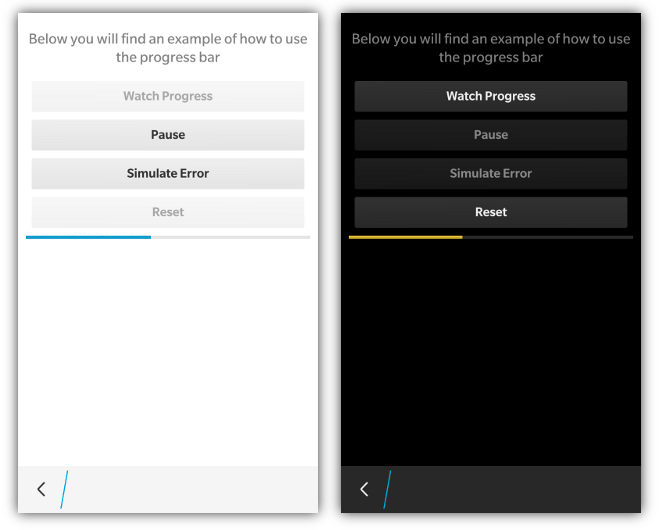 Below you will find an example of how to use
the progress bar
Watch Progress
Pause
Simulate Error
Reset
Below you will find an example of how to use
the progress bar
Watch Progress
Pause
Simulate Error
Reset